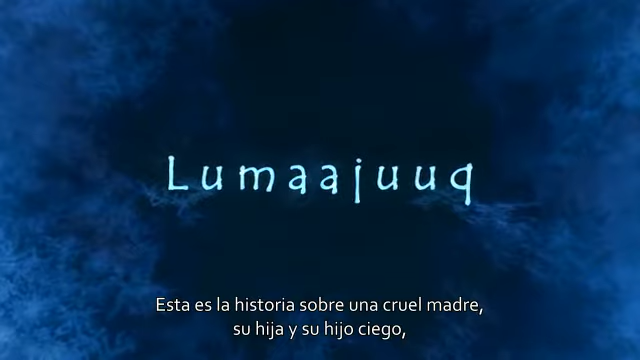 Lumaajuuq
Esta es la historia sobre una cruel madre,
su hija y su hijo ciego,